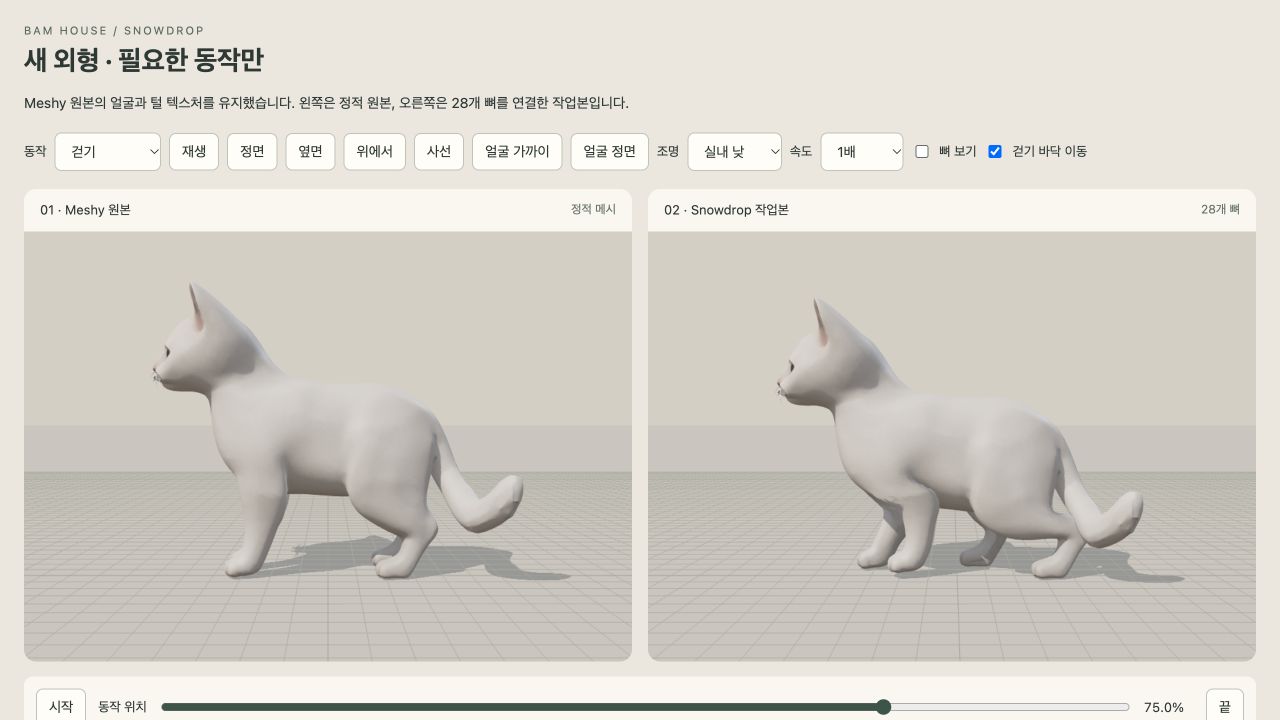 BAM HOUSE / SNOWDROP
새 외형 · 필요한 동작만
Meshy 원본의 얼굴과 털 텍스처를 유지했습니다. 왼쪽은 정적 원본, 오른쪽은 28개 뼈를 연결한 작업본입니다.
동작 걷기 재생 정면 옆면 위에서 사선 얼굴 가까이 얼굴 정면 조명 실내 낮 속도 1배 뼈 보기 걷기 바닥 이동
01 · Meshy 원본 정적 메시
02 · Snowdrop 작업본 28개 뼈
시작 동작 위치 75.0% 끝